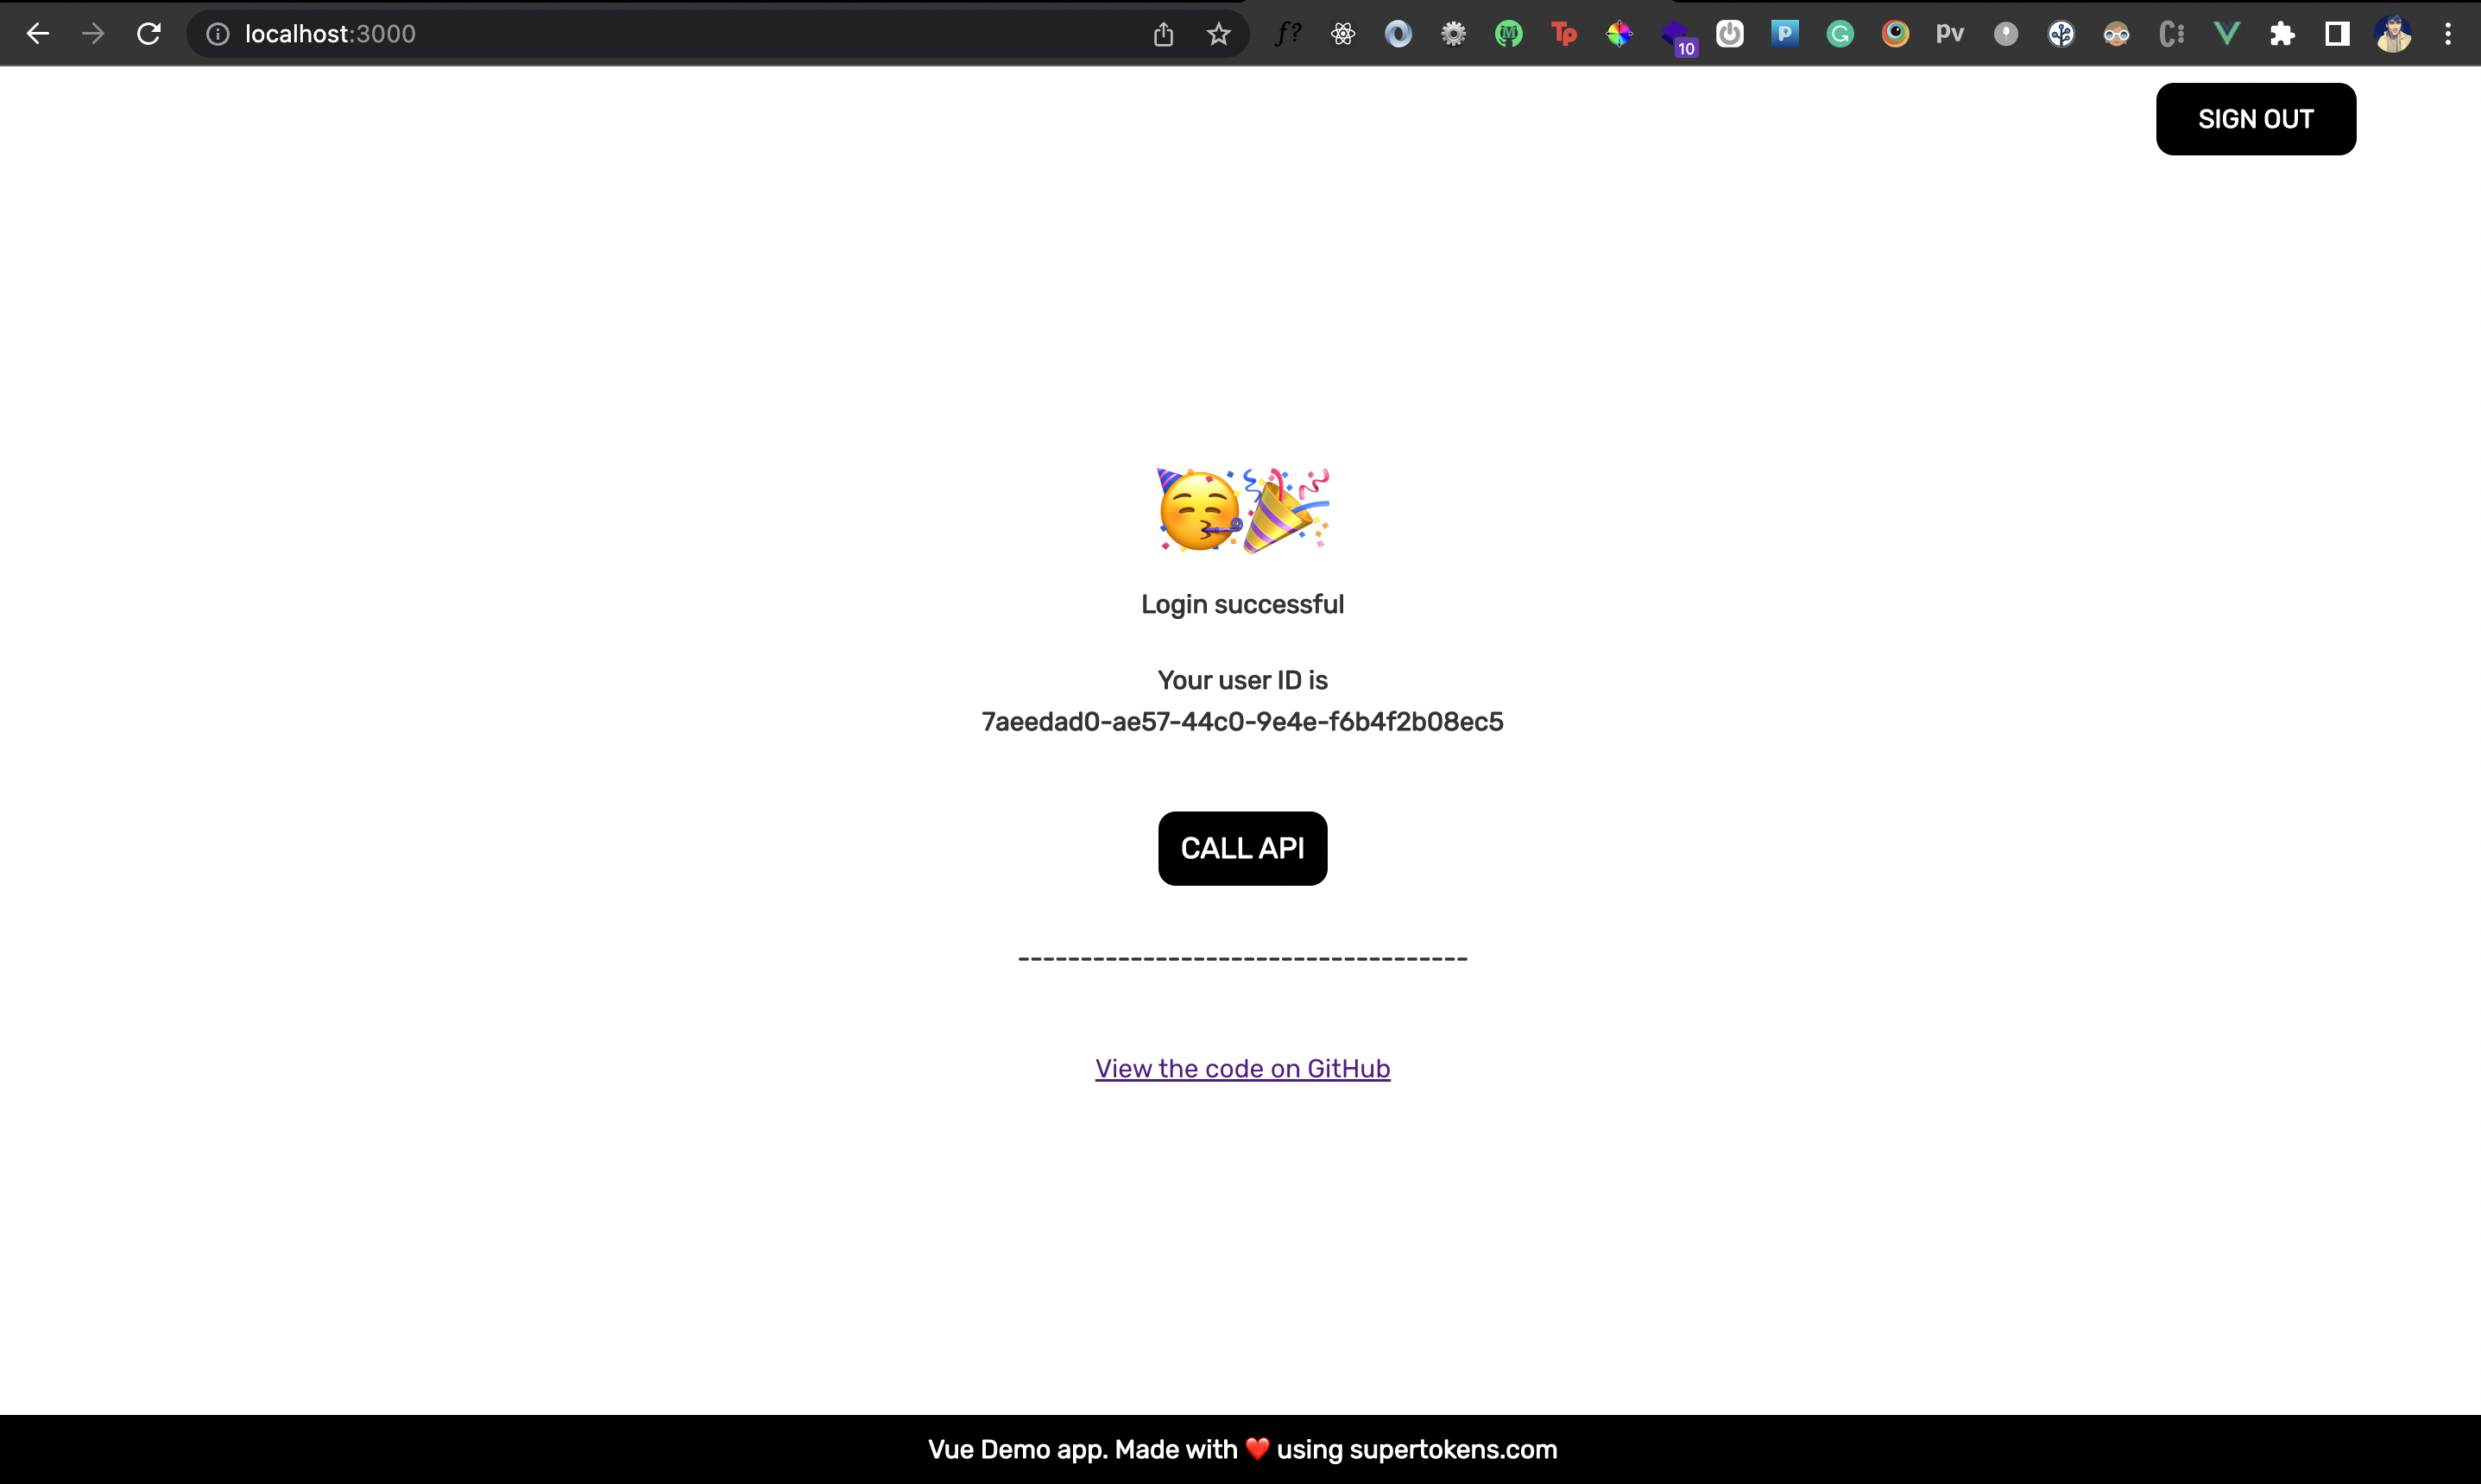 localhost:3000
f?
M
Tp
10
P
G
pv
C:
SIGN OUT
Login successful
Your user ID is
7aeedad0-ae57-44c0-9e4e-f6b4f2b08ec5
CALL API
------------------------------------
View the code on GitHub
Vue Demo app. Made with ❤️ using supertokens.com